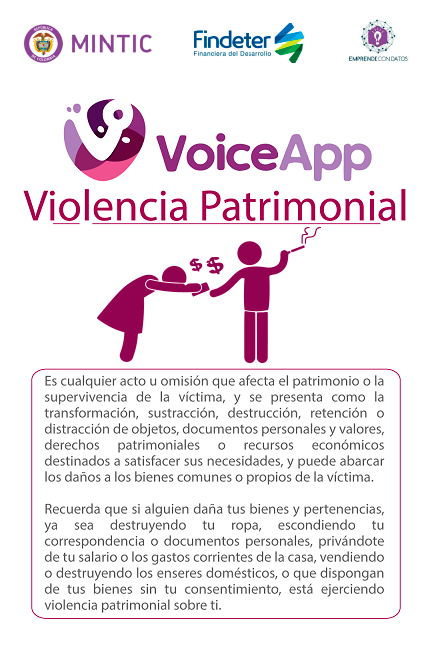 MINTIC
Findeter
Financiera del Desarrollo
EMPRENDECONDATOS
VoiceApp
Violencia Patrimonial
$$
Es cualquier acto u omisión que afecta el patrimonio o la
supervivencia de la víctima, y se presenta como la
transformación, sustracción, destrucción, retención o
distracción de objetos, documentos personales y valores,
derechos patrimoniales o recursos económicos
destinados a satisfacer sus necesidades, y puede abarcar
los daños a los bienes comunes o propios de la víctima.
Recuerda que si alguien daña tus bienes y pertenencias,
ya sea destruyendo tu ropa, escondiendo tu
correspondencia o documentos personales, privándote
de tu salario o los gastos corrientes de la casa, vendiendo
o destruyendo los enseres domésticos, o que dispongan
de tus bienes sin tu consentimiento, está ejerciendo
violencia patrimonial sobre ti.